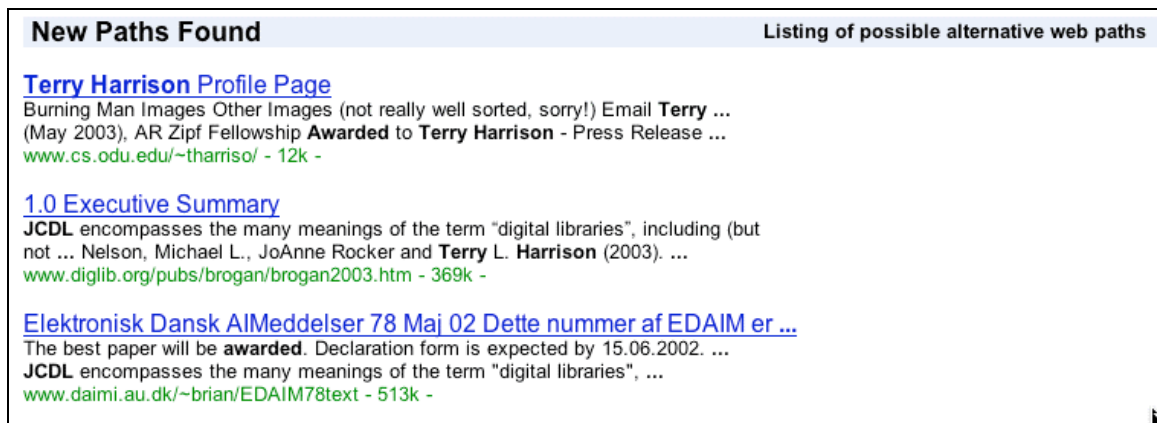 New Paths Found Listing of possible alternative web paths
Terry Harrison Profile Page
Burning Man Images Other Images (not really well sorted, sorry!) Email Terry ...
(May 2003), AR Zipf Fellowship Awarded to Terry Harrison - Press Release ...
www.cs.odu.edu/~tharriso/ - 12k -
1.0 Executive Summary
JCDL encompasses the many meanings of the term “digital libraries”, including (but
not ... Nelson, Michael L., JoAnne Rocker and Terry L. Harrison (2003). ...
www.diglib.org/pubs/brogan/brogan2003.htm - 369k -
Elektronisk Dansk AIMeddelser 78 Maj 02 Dette nummer af EDAIM er ...
The best paper will be awarded. Declaration form is expected by 15.06.2002. ...
JCDL encompasses the many meanings of the term "digital libraries", ...
www.daimi.au.dk/~brian/EDAIM78text - 513k -